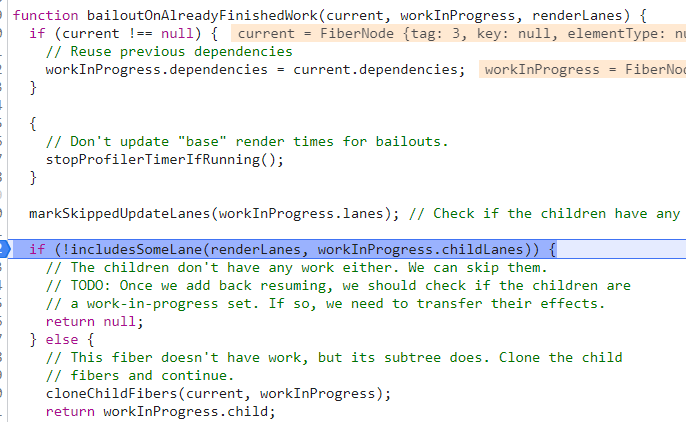 function bailoutOnAlreadyFinishedWork(current, workInProgress, renderLanes) {
if (current !== null) { current = FiberNode {tag: 3, key: null, elementType: nu
// Reuse previous dependencies
workInProgress.dependencies = current.dependencies; workInProgress = FiberNod
}
{
// Don't update "base" render times for bailouts.
stopProfilerTimerIfRunning();
}
markSkippedUpdateLanes(workInProgress.lanes); // Check if the children have any
if (!includesSomeLane(renderLanes, workInProgress.childLanes)) {
// The children don't have any work either. We can skip them.
// TODO: Once we add back resuming, we should check if the children are
// a work-in-progress set. If so, we need to transfer their effects.
return null;
} else {
// This fiber doesn't have work, but its subtree does. Clone the child
// fibers and continue.
cloneChildFibers(current, workInProgress);
return workInProgress.child;